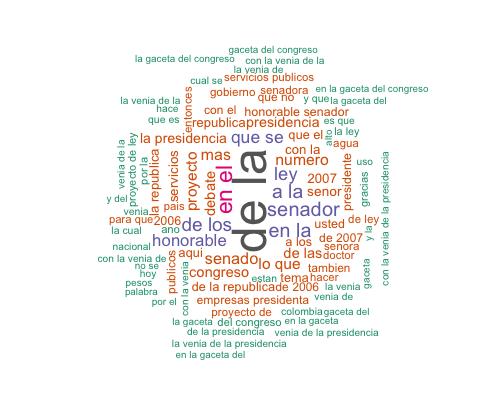 gaceta del congreso
la gaceta del congreso
con la venia de la
la venia de
cual se
servicios publicos
gobierno
senadora
en la gaceta del congreso
que no
y que
la gaceta del
la venia de la
hace
entonces
con el
honorable senador
que es
republica
presidencia
es que
alto
la ley
la presidencia
que se
que el
agua
venia de la
de proyecto de ley
por la
la republica
servicios
proyecto
mas
en el
de la
con la
numero
ley
2007
presidente
uso
gracias
con la venia de la presidencia
y del
pais
debate
a la
senor
venia
senador
para que
2006
de los
en la
usted
de ley
la cual
ano
honorable
a los
de 2007
y la
nacional
aqui
senado
de las
senora
doctor
con la venia de
no se
publicos
lo que
tambien
gaceta
hoy
congreso
estan
tema
hacer
pesos
con la venia
de la republica
de 2006
la venia
palabra
por el
empresas
presidenta
venia de
proyecto de
colombia
gaceta del
la gaceta
del congreso
en la gaceta
de la presidencia
venia de la presidencia
la venia de la presidencia
en la gaceta del